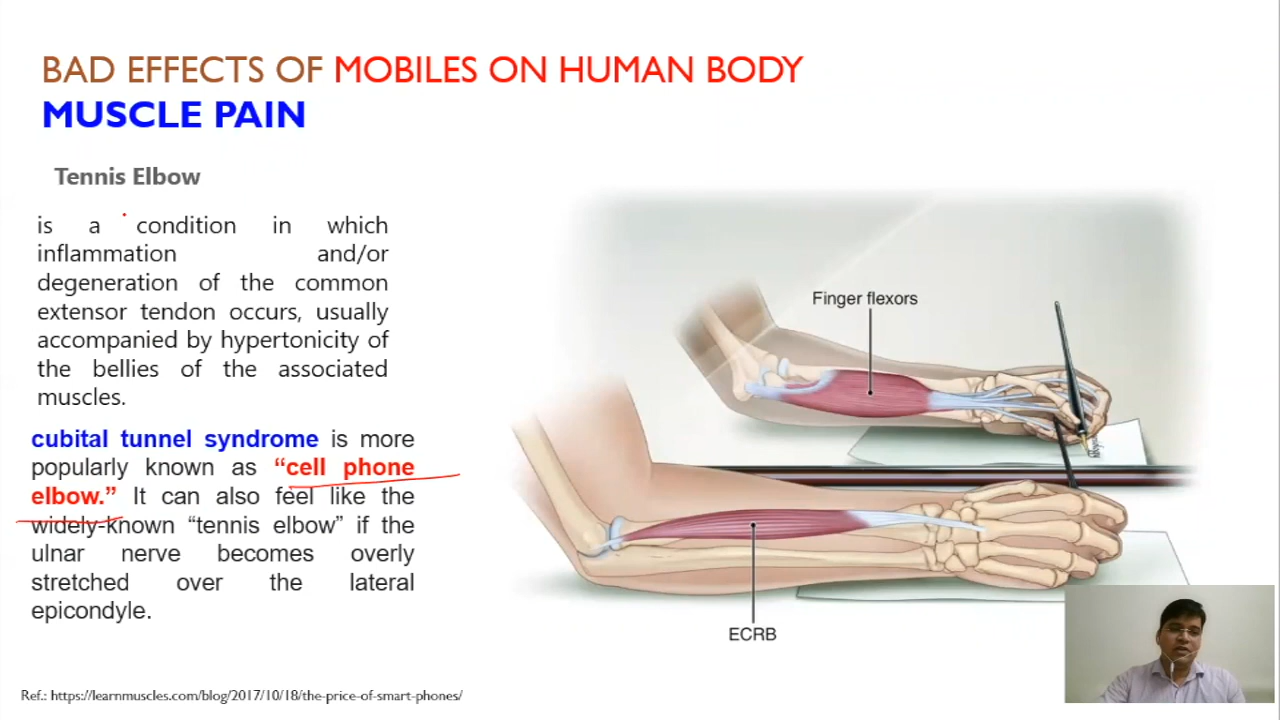 BAD EFFECTS OF MOBILES ON HUMAN BODY
MUSCLE PAIN
Tennis Elbow
is a condition in which
inflammation and/or
degeneration of the common
extensor tendon occurs, usually
accompanied by hypertonicity of
the bellies of the associated
muscles.
cubital tunnel syndrome is more
popularly known as “cell phone
elbow.” It can also feel like the
widely-known “tennis elbow” if the
ulnar nerve becomes overly
stretched over the lateral
epicondyle.
Finger flexors
ECRB
Ref.: https://learnmuscles.com/blog/2017/10/18/the-price-of-smart-phones/